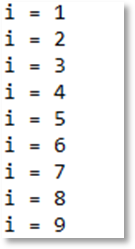 i = 1
i = 2
i = 3
i = 4
i = 5
i = 6
i = 7
i = 8
i = 9